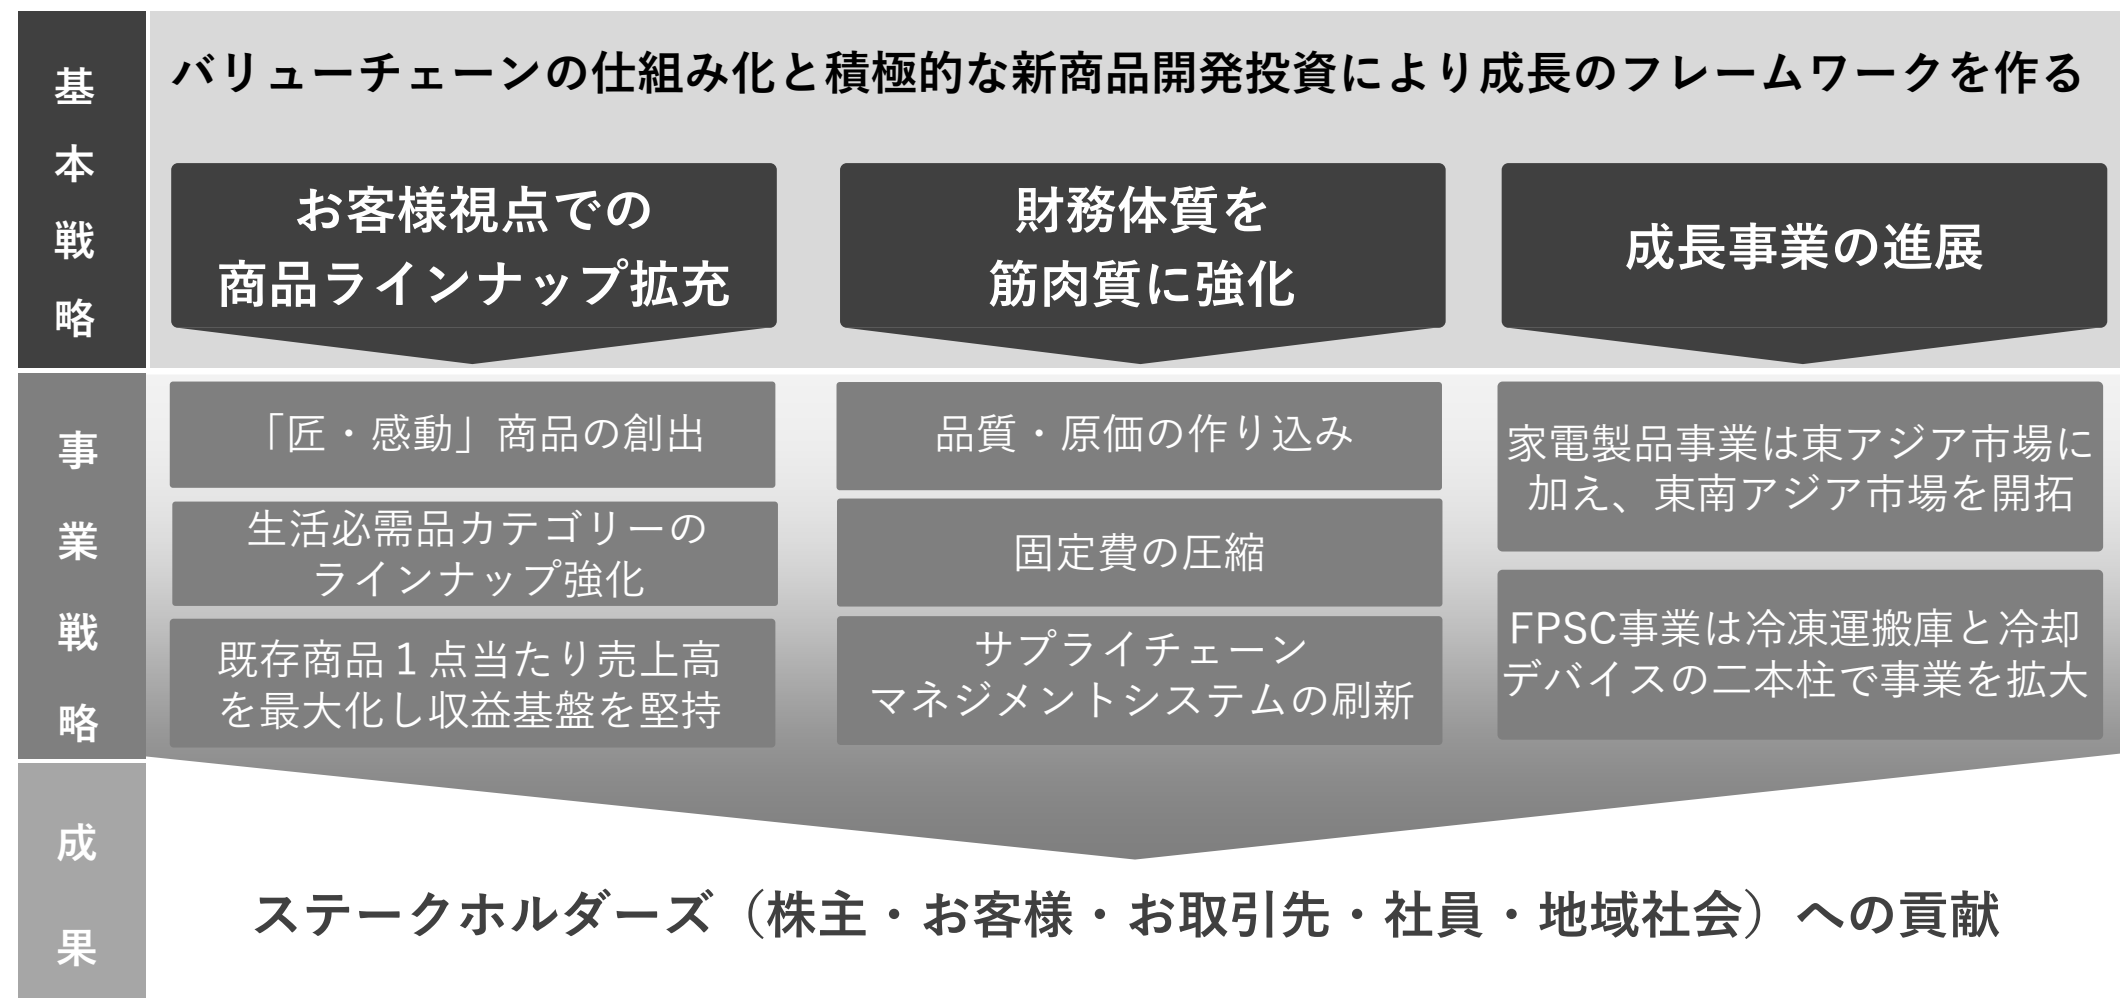 基本戦略
バリューチェーンの仕組み化と積極的な新商品開発投資により成長のフレームワークを作る
お客様視点での
商品ラインナップ拡充
財務体質を
筋肉質に強化
成長事業の進展
事業戦略
「匠・感動」商品の創出
生活必需品カテゴリーの
ラインナップ強化
既存商品１点当たり売上高
を最大化し収益基盤を堅持
品質・原価の作り込み
固定費の圧縮
サプライチェーン
マネジメントシステムの刷新
家電製品事業は東アジア市場に
加え、東南アジア市場を開拓
FPSC事業は冷凍運搬庫と冷却
デバイスの二本柱で事業を拡大
成果
ステークホルダーズ（株主・お客様・お取引先・社員・地域社会）への貢献